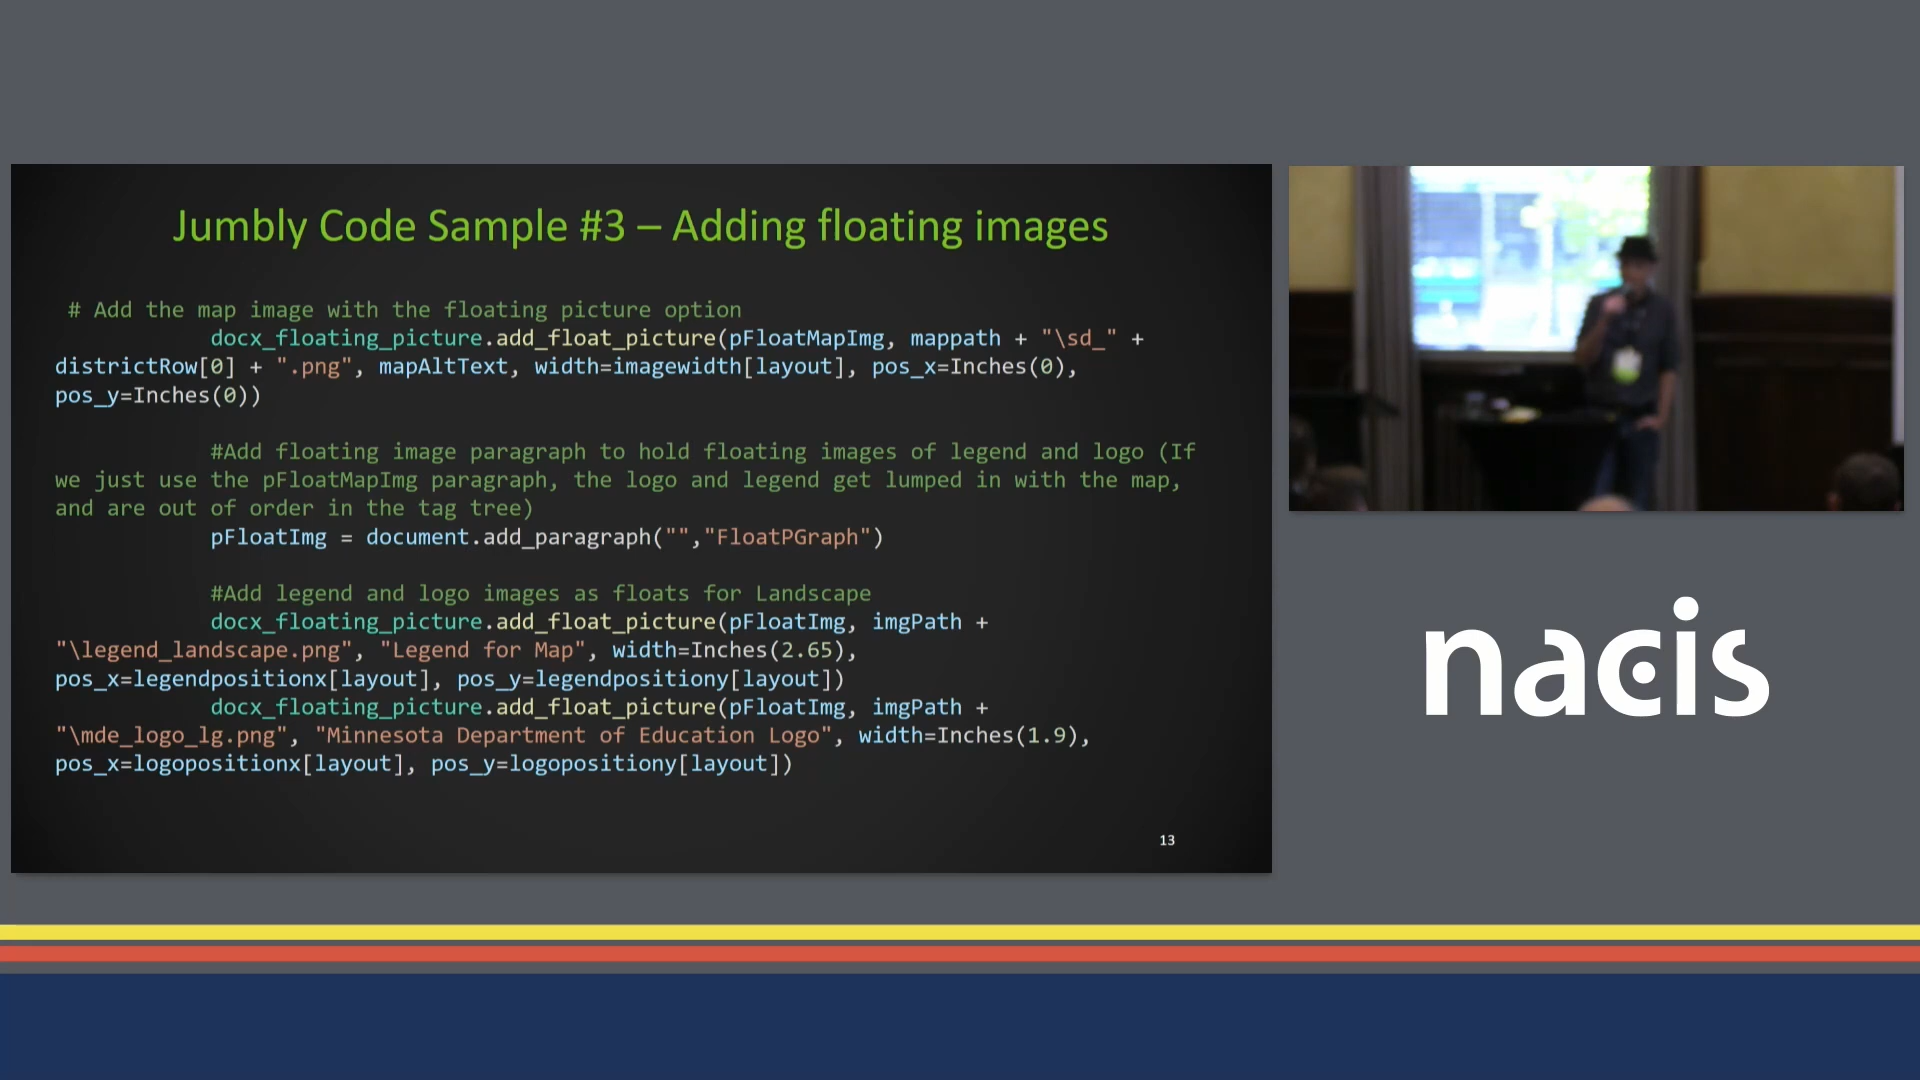 Jumbly Code Sample #3 – Adding floating images
# Add the map image with the floating picture option
docx_floating_picture.add_float_picture(pFloatMapImg, mappath + "\sd_" +
districtRow[0] + ".png", mapAltText, width=imagewidth[layout], pos_x=Inches(0),
pos_y=Inches(0))
#Add floating image paragraph to hold floating images of legend and logo (If
we just use the pFloatMapImg paragraph, the logo and legend get lumped in with the map,
and are out of order in the tag tree)
pFloatImg = document.add_paragraph("","FloatPGraph")
#Add legend and logo images as floats for Landscape
docx_floating_picture.add_float_picture(pFloatImg, imgPath +
"\legend_landscape.png", "Legend for Map", width=Inches(2.65),
pos_x=legendpositionx[layout], pos_y=legendpositiony[layout])
docx_floating_picture.add_float_picture(pFloatImg, imgPath +
"\mde_logo_lg.png", "Minnesota Department of Education Logo", width=Inches(1.9),
pos_x=logopositionx[layout], pos_y=logopositiony[layout])
13
nacis